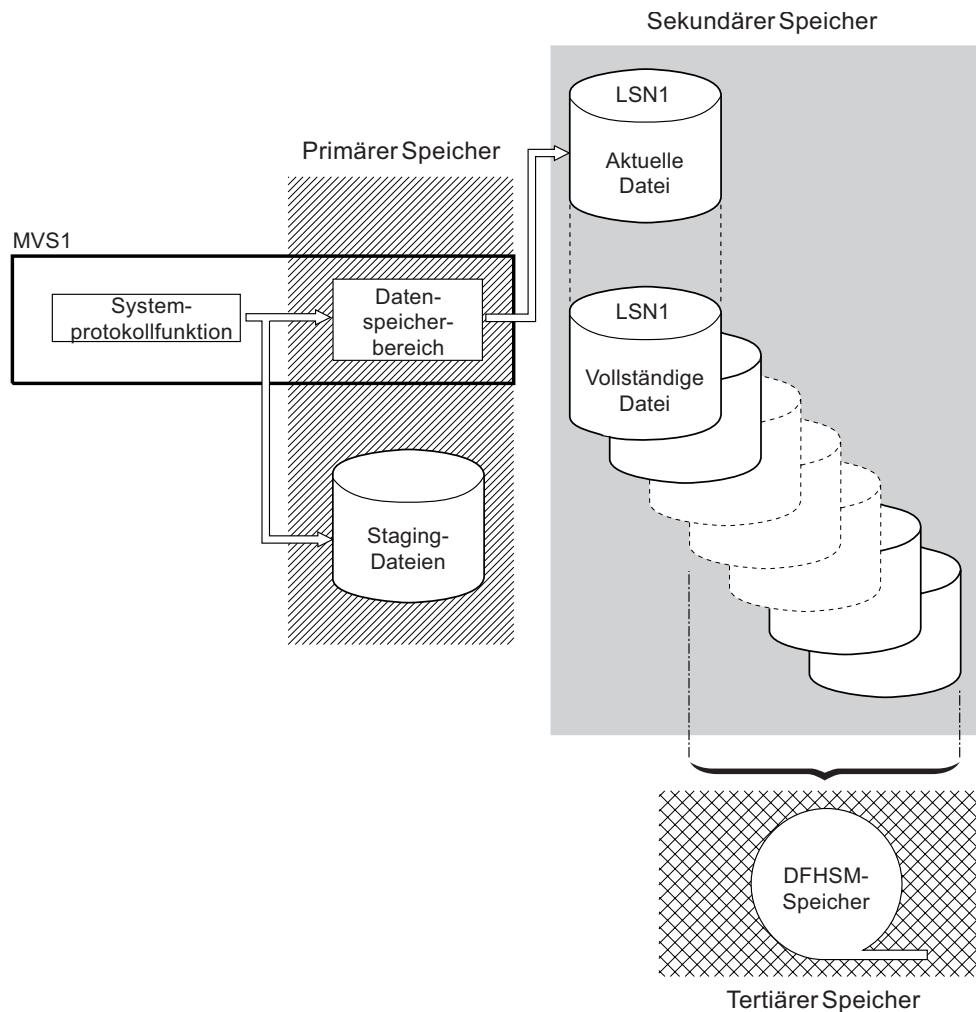 Sekundärer Speicher
LSN1
Aktuelle
Datei
Primärer Speicher
MVS1
System-
protokollfunktion
Daten-
speicher-
bereich
LSN1
Vollständige
Datei
Staging-
Dateien
DFHSM-
Speicher
Tertiärer Speicher